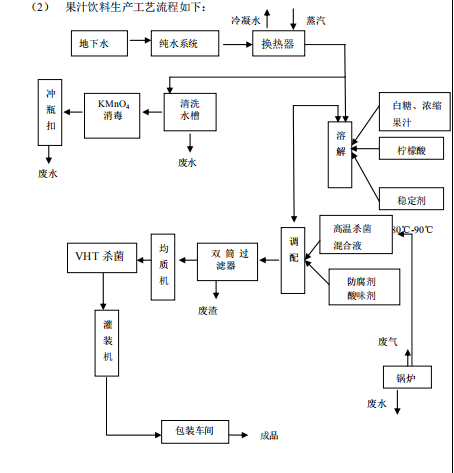 (2) 果汁饮料生产工艺流程如下：
冷凝水
蒸汽
地下水
纯水系统
换热器
冲瓶扣
KMnO4
消毒
清洗
水槽
溶解
白糖、浓缩
果汁
柠檬酸
稳定剂
废水
废水
80℃-90℃
高温杀菌
混合液
调配
双筒过
滤器
均质机
VHT 杀菌
防腐剂
酸味剂
废渣
灌装机
废气
锅炉
废水
包装车间
成品